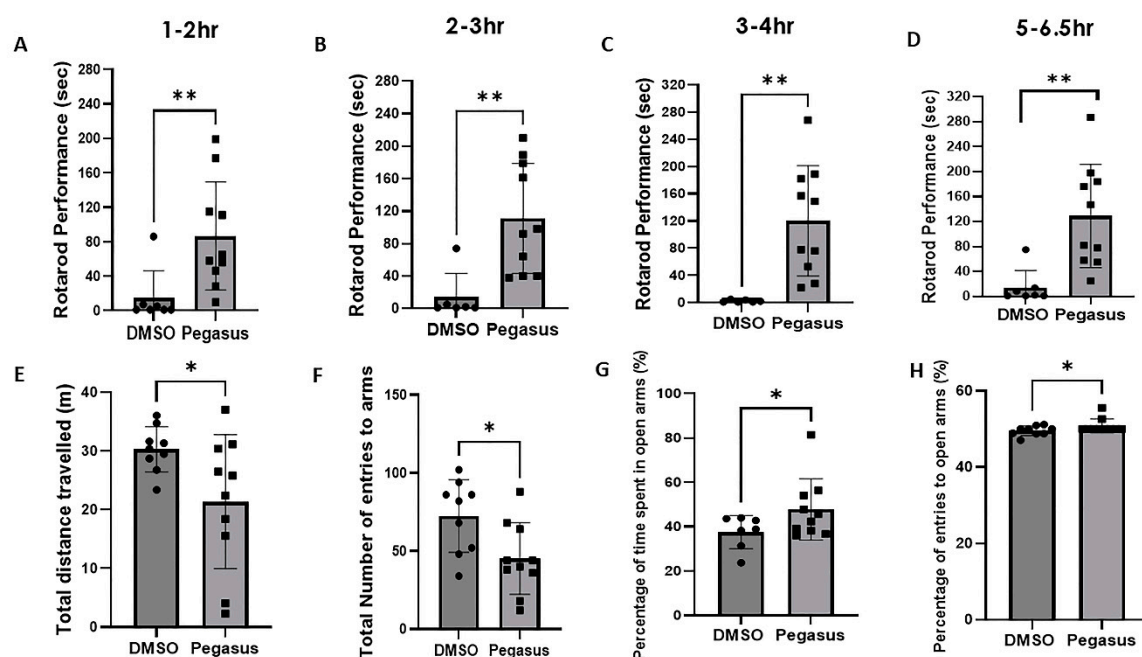 1-2hr
2-3hr
3-4hr
5-6.5hr
A
Rotarod Performance (sec)
280
240
200
160
120
80
40
0
**
DMSO Pegasus
B
Rotarod Performance (sec)
280
240
200
160
120
80
40
0
**
DMSO Pegasus
C
Rotarod Performance (sec)
320
280
240
200
160
120
80
40
0
**
DMSO Pegasus
D
Rotarod Performance (sec)
320
280
240
200
160
120
80
40
0
**
DMSO Pegasus
E
Total distance travelled (m)
40
30
20
10
0
*
DMSO Pegasus
F
Total Number of entries to arms
150
100
50
0
*
DMSO Pegasus
G
Percentage of time spent in open arms (%)
100
80
60
40
20
0
*
DMSO Pegasus
H
Percentage of entries to open arms (%)
60
40
20
0
*
DMSO Pegasus